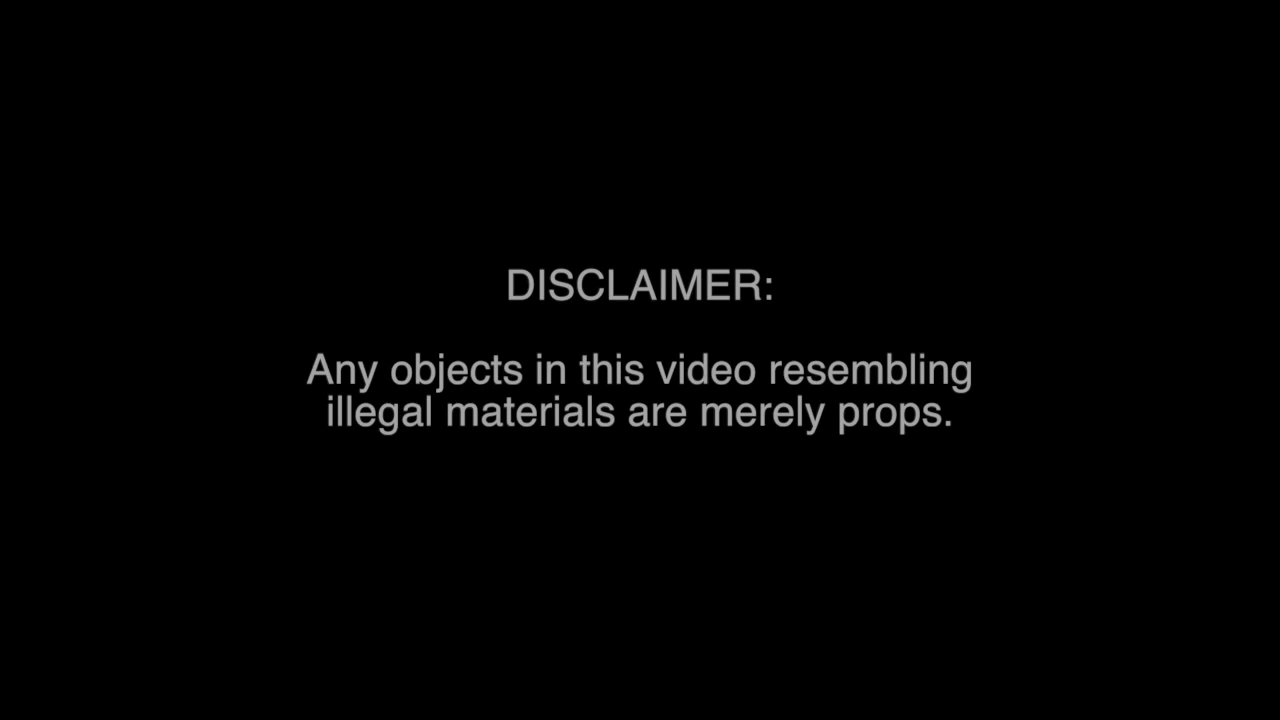 DISCLAIMER:
Any objects in this video resembling
illegal materials are merely props.